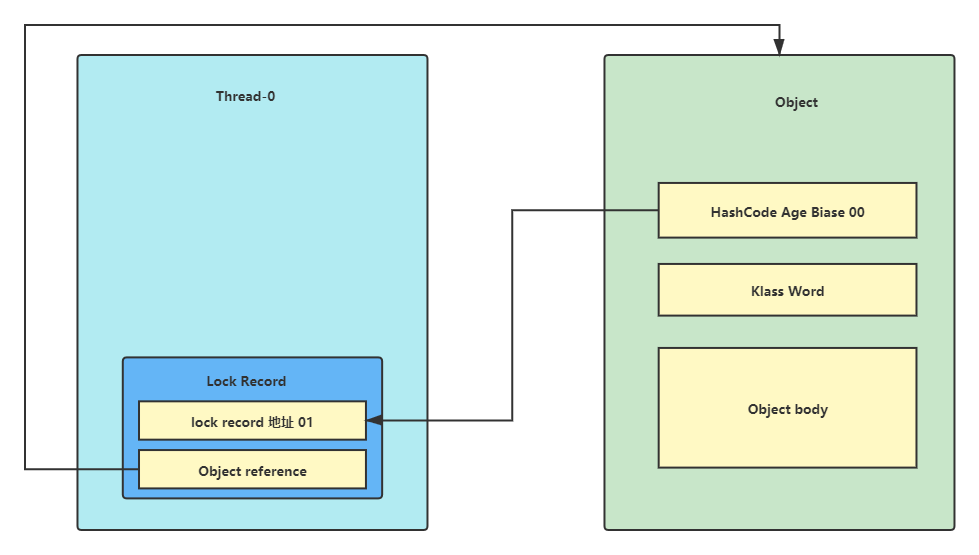 Thread-0
Lock Record
lock record 地址 01
Object reference
Object
HashCode Age Biase 00
Klass Word
Object body